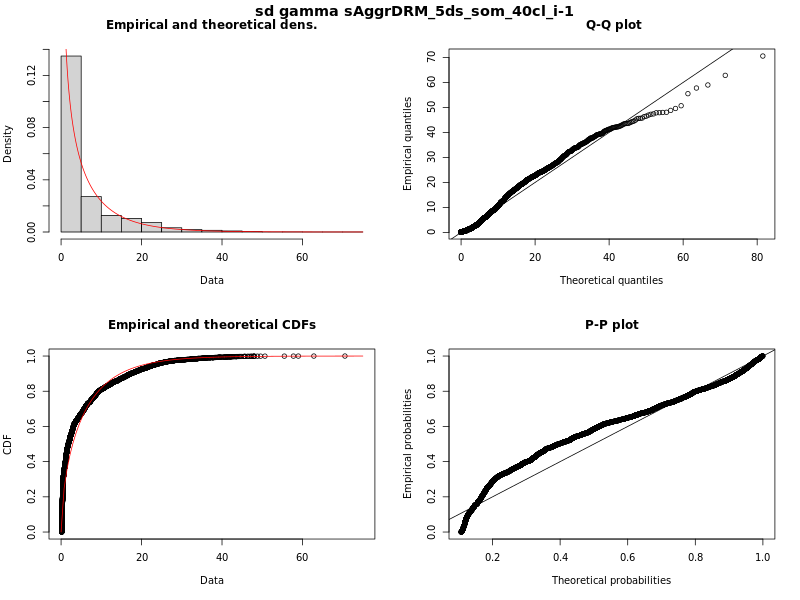 sd gamma sAggrDRM_5ds_som_40cl_i-1
Empirical and theoretical dens.
Density
0.00 0.04 0.08 0.12
0 20 40 60
Data
Q-Q plot
Empirical quantiles
0 10 20 30 40 50 60 70
0 20 40 60 80
Theoretical quantiles
Empirical and theoretical CDFs
CDF
0.0 0.2 0.4 0.6 0.8 1.0
0 20 40 60
Data
P-P plot
Empirical probabilities
0.0 0.2 0.4 0.6 0.8 1.0
0.2 0.4 0.6 0.8 1.0
Theoretical probabilities